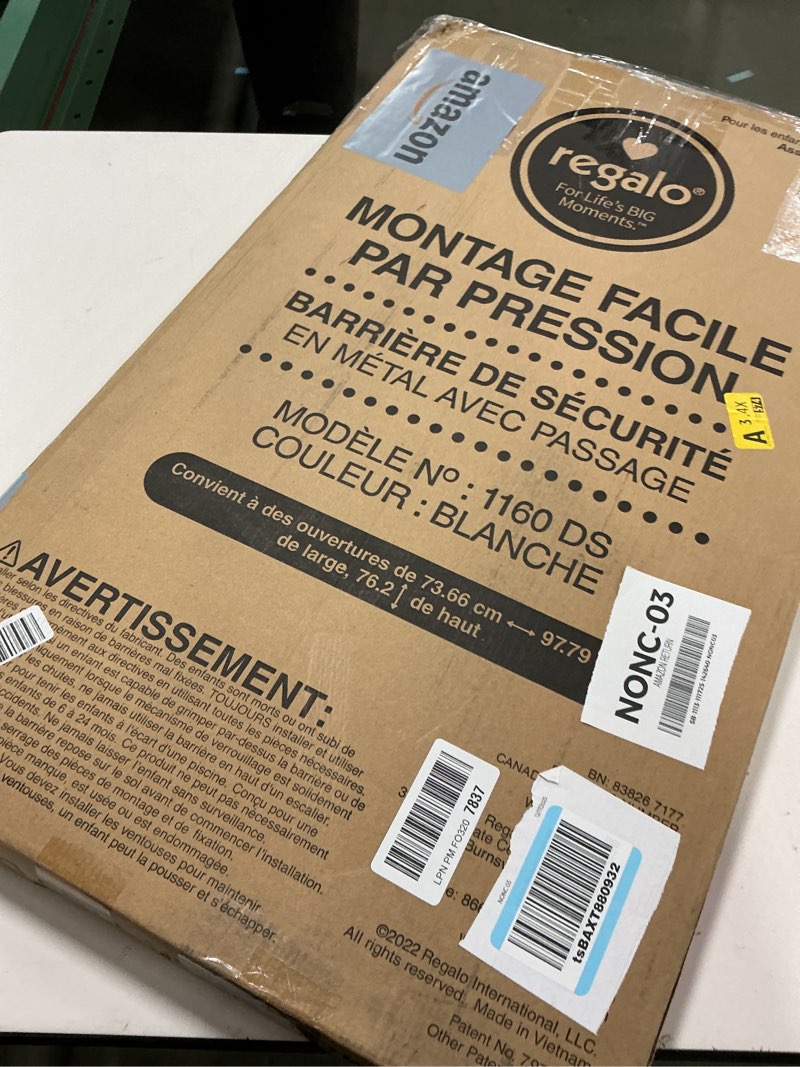 amazon
Pour les
regalo®
For Life's BIG
Moments.™
MONTAGE FACILE
PAR PRESSION
BARRIÈRE DE SÉCURITÉ
EN MÉTAL AVEC PASSAGE
MODÈLE Nº : 1160 DS
COULEUR : BLANCHE
Convient à des ouvertures de 73.66 cm ↔ 97.79
de large, 76.2 ↕ de haut
A 3.4X
NONC-03
AMAZON RETURN
⚠AVERTISSEMENT:
selon les directives du fabricant. Des enfants sont morts ou ont subi de
blessures en raison de barrières mal fixées. TOUJOURS installer et utiliser
aux directives en utilisant toutes les pièces nécessaires.
un enfant est capable de grimper par-dessus la barrière ou de
lorsque le mécanisme de verrouillage est solidement
les chutes, ne jamais utiliser la barrière en haut d'un escalier.
pour tenir les enfants à l'écart d'une piscine. Conçu pour une
enfants de 6 à 24 mois. Ce produit ne peut pas nécessairement
Ne jamais laisser l'enfant sans surveillance.
la barrière repose sur le sol avant de commencer l'installation.
serrage des pièces de montage et de fixation.
manque, est usée ou est endommagée.
Vous devez installer les ventouses pour maintenir
ventouses, un enfant peut la pousser et s'échapper.
LPN PM FO320 7837
BN: 83826 7177
NONC-03
tsBAXT880932
©2022 Regalo International, LLC.
All rights reserved. Made in Vietnam
Patent No.
Other